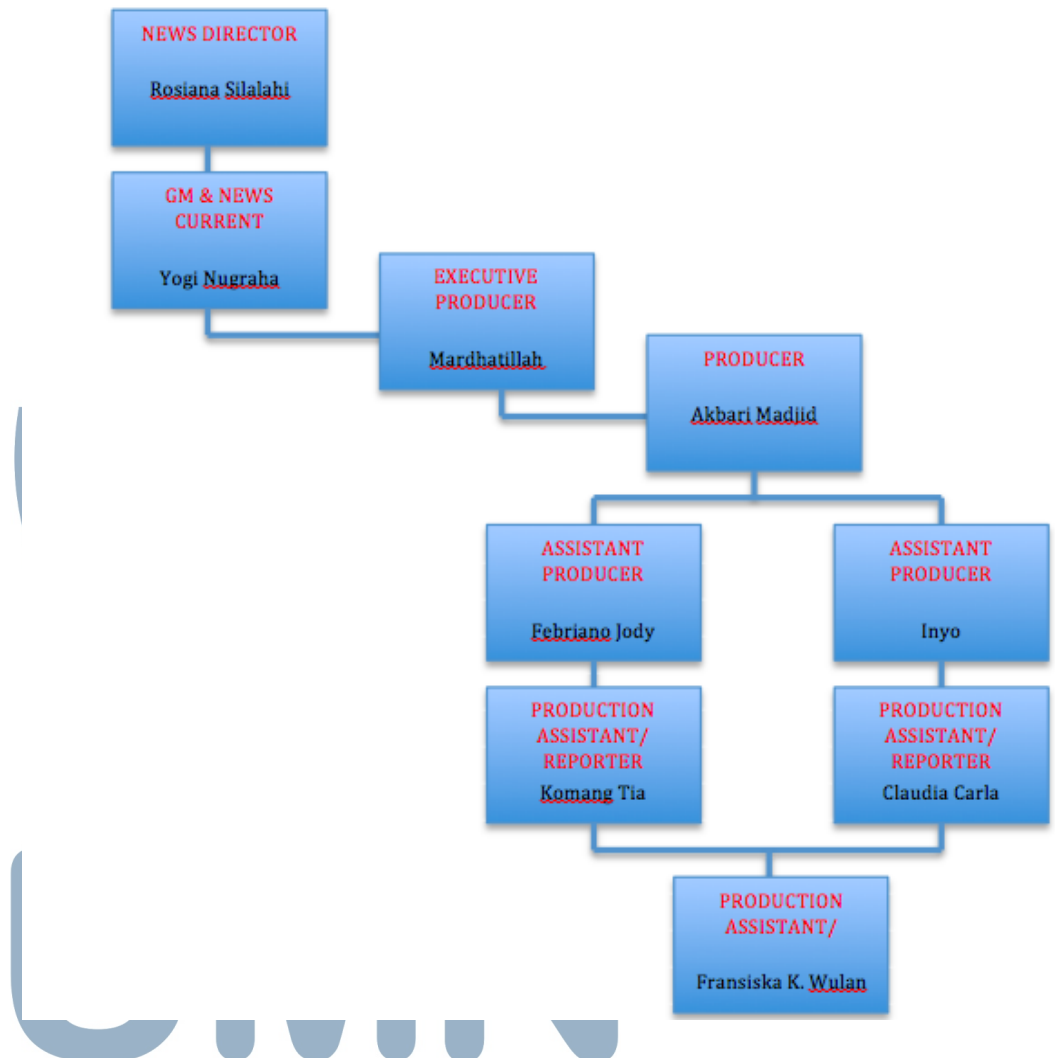 NEWS DIRECTOR
Rosiana Silalahi
GM & NEWS
CURRENT
Yogi Nugraha
EXECUTIVE
PRODUCER
Mardhatillah
PRODUCER
Akbari Madjid
ASSISTANT
PRODUCER
Febriano Jody
ASSISTANT
PRODUCER
Inyo
PRODUCTION
ASSISTANT/
REPORTER
Komang Tia
PRODUCTION
ASSISTANT/
REPORTER
Claudia Carla
PRODUCTION
ASSISTANT/
Fransiska K. Wulan